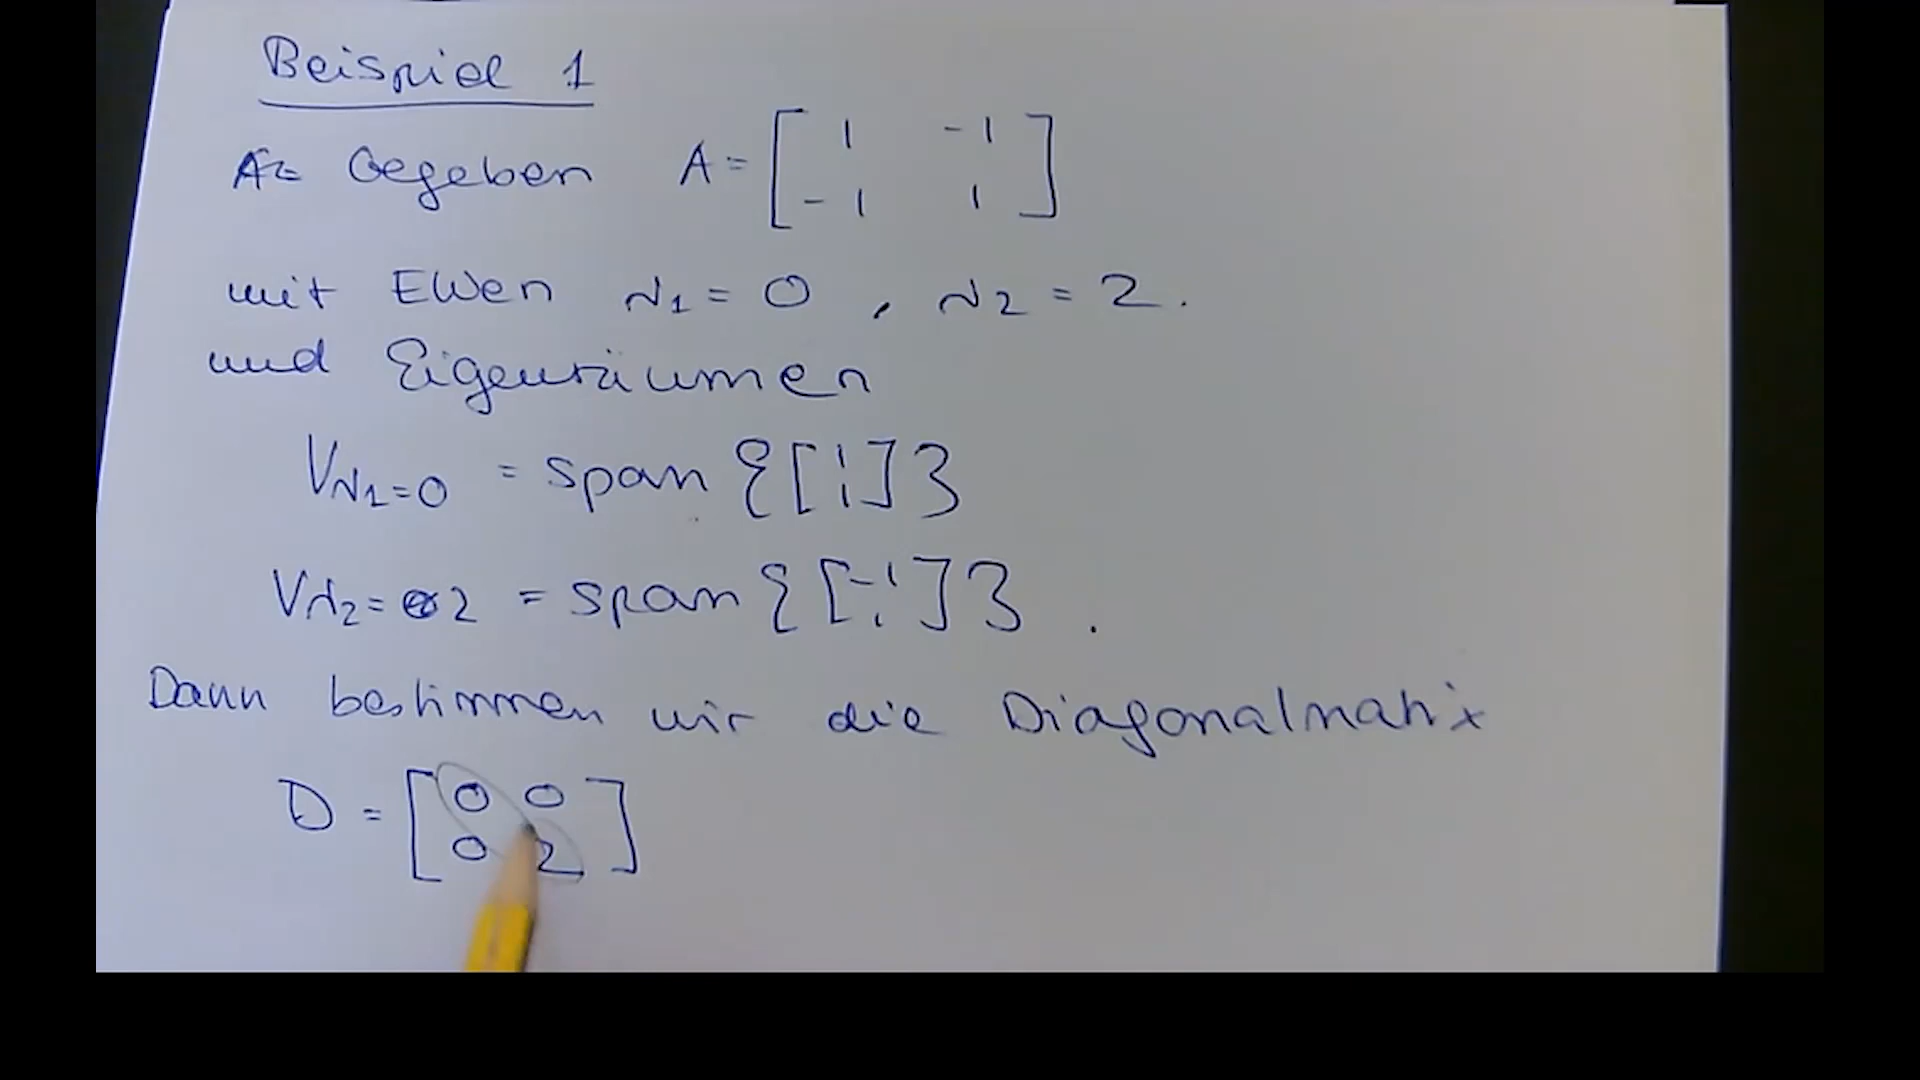 Beispiel 1
A= Gegeben A = [ 1 -1
-1 1 ]
mit EWen λ1 = 0 , λ2 = 2 .
und Eigenräumen
Vλ1=0 = span { [ 1 1 ] }
Vλ2=2 = span { [ -1 1 ] } .
Dann bestimmen wir die Diagonalmatrix
D = [ 0 0
0 2 ]